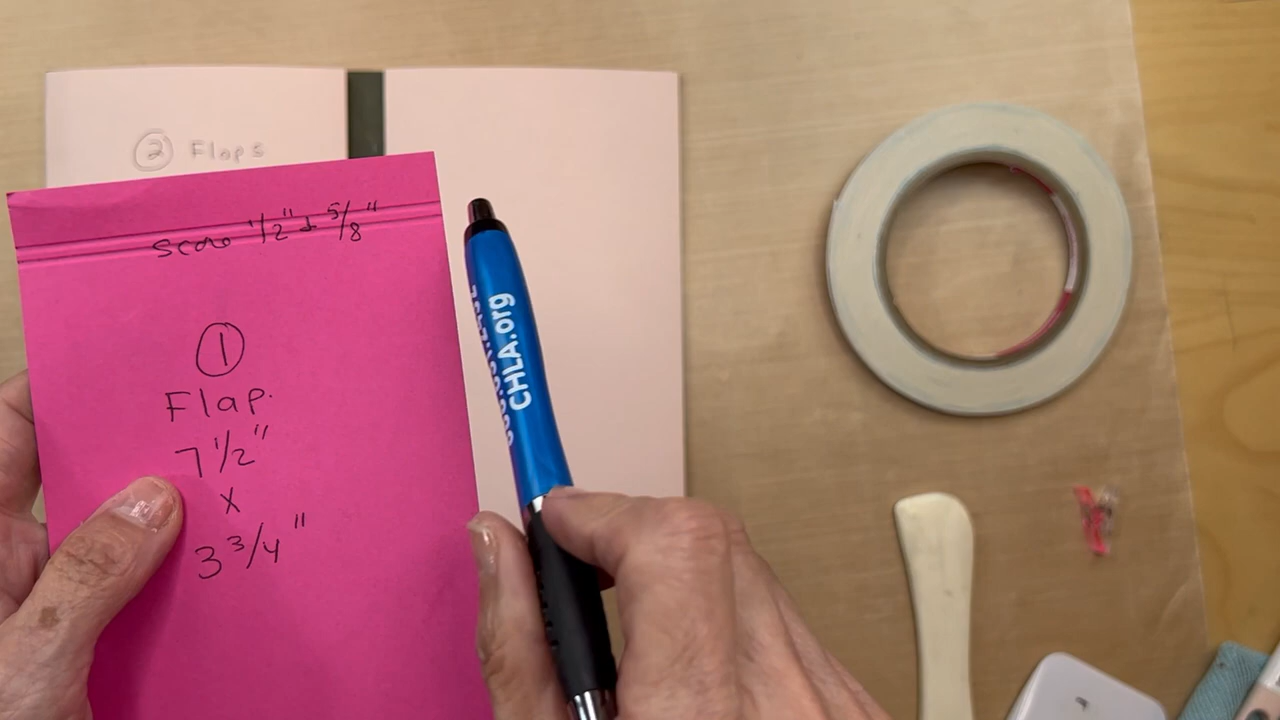 ② Flaps
Score 1/2" & 5/8"
①
Flap.
7 1/2"
x
3 3/4"
CHLA.org